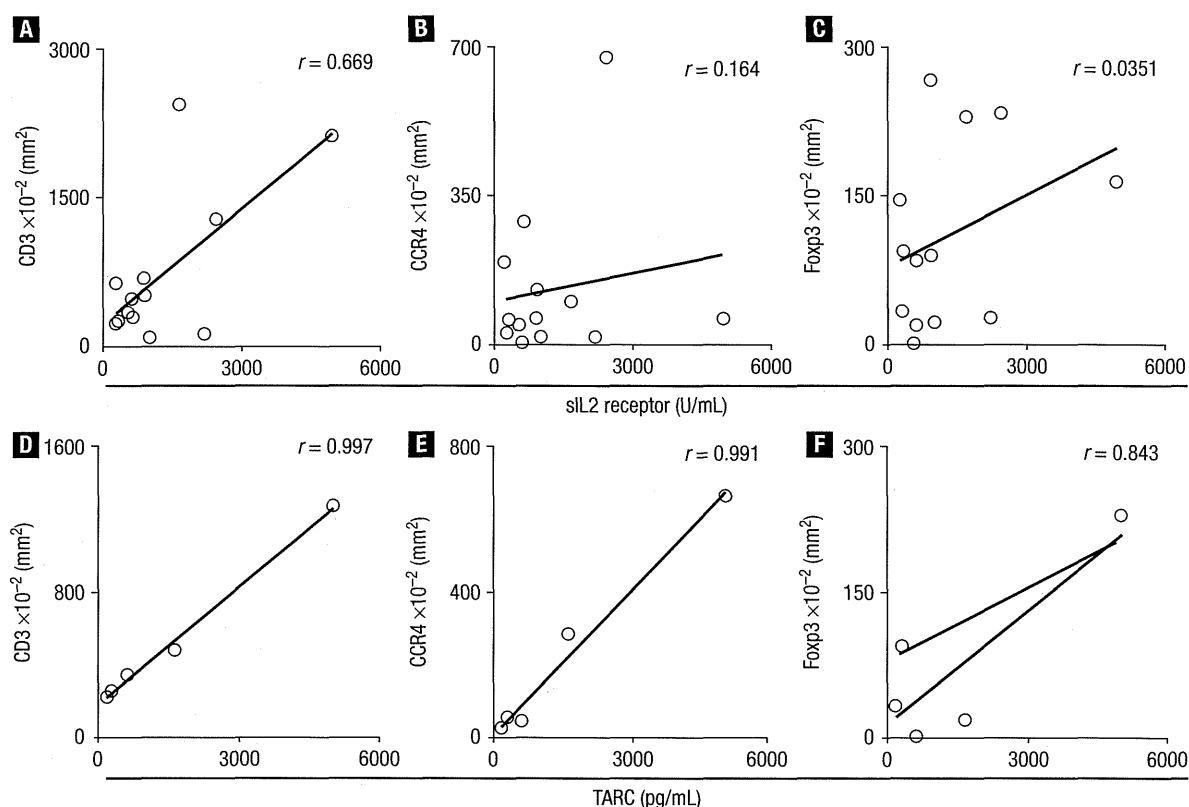 A
B
C
3000
1500
0
CD3 ×10⁻² (mm²)
r = 0.669
0 3000 6000
700
350
0
CCR4 ×10⁻² (mm²)
r = 0.164
0 3000 6000
300
150
0
Foxp3 ×10⁻² (mm²)
r = 0.0351
0 3000 6000
sIL2 receptor (U/mL)
D
E
F
1600
800
0
CD3 ×10⁻² (mm²)
r = 0.997
0 3000 6000
800
400
0
CCR4 ×10⁻² (mm²)
r = 0.991
0 3000 6000
300
150
0
Foxp3 ×10⁻² (mm²)
r = 0.843
0 3000 6000
TARC (pg/mL)